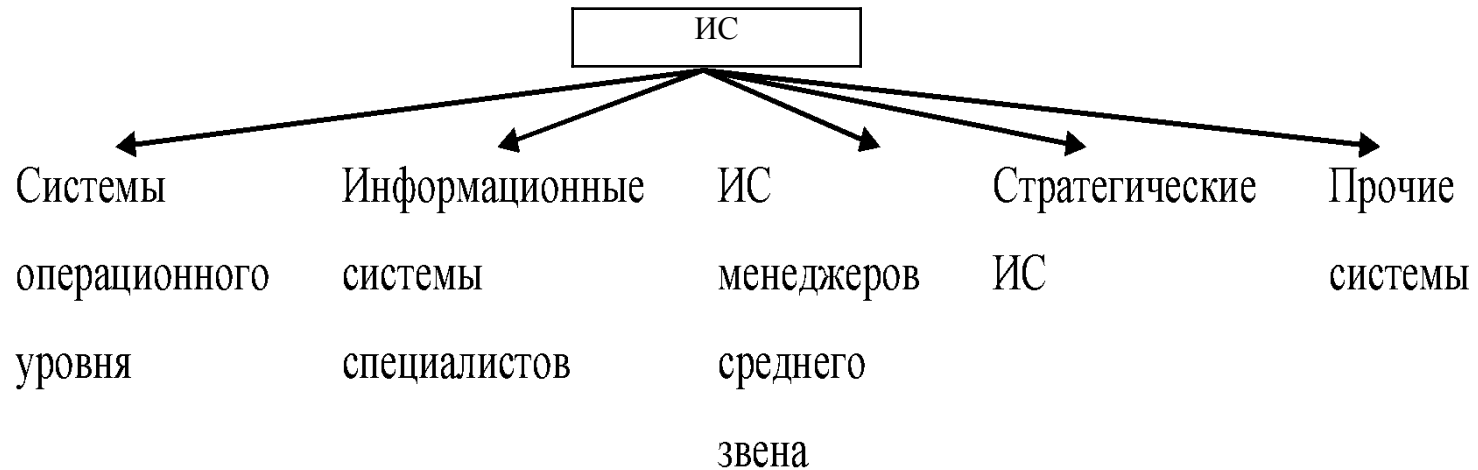 ИС
Системы
операционного
уровня
Информационные
системы
специалистов
ИС
менеджеров
среднего
звена
Стратегические
ИС
Прочие
системы